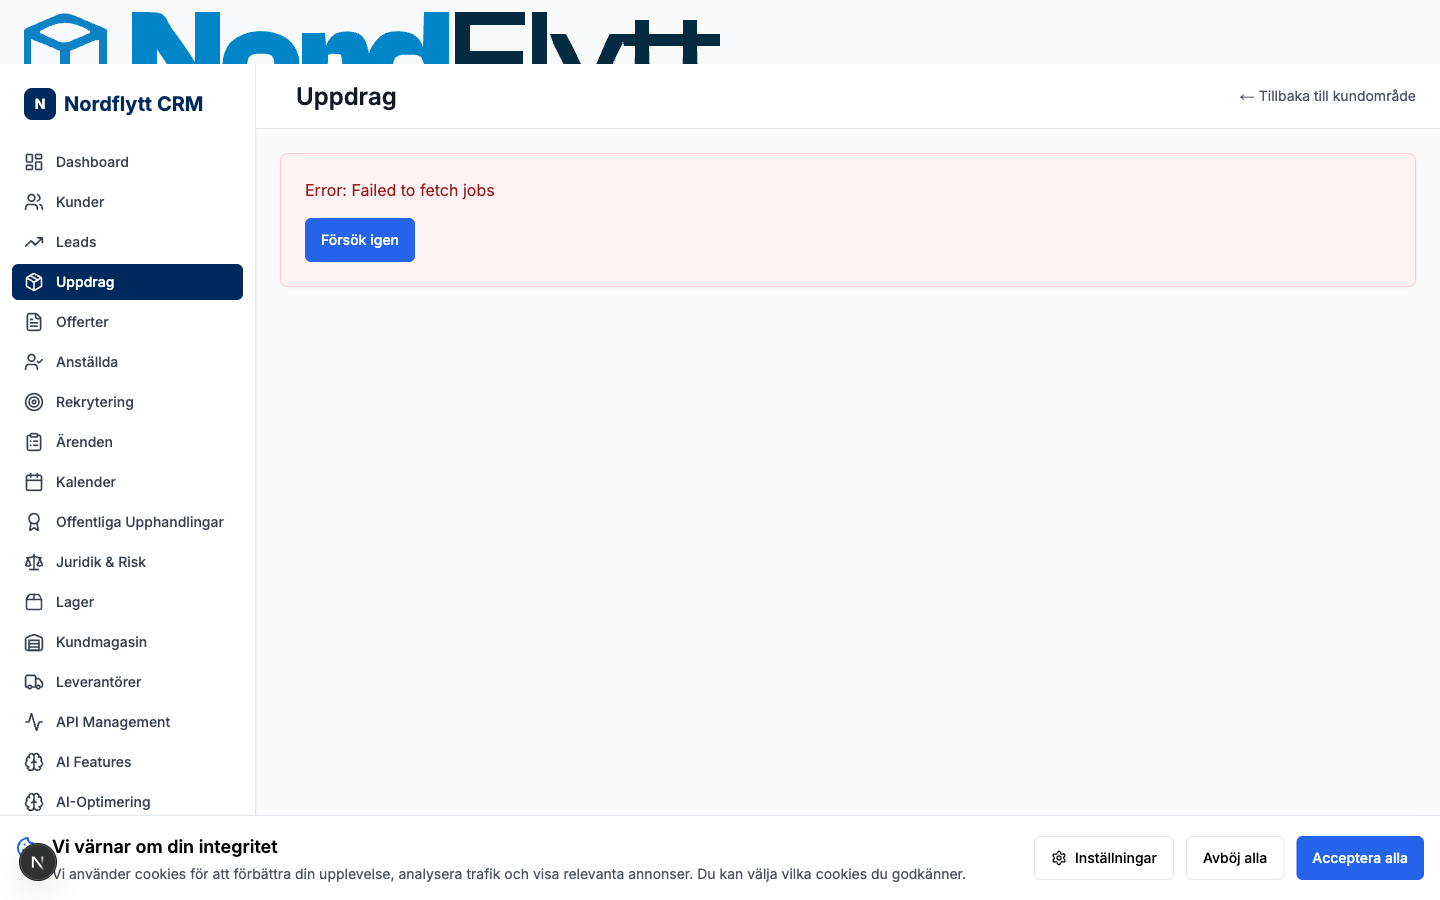 NordFlytt
N Nordflytt CRM
Uppdrag
← Tillbaka till kundområde
Dashboard
Kunder
Leads
Uppdrag
Offerter
Anställda
Rekrytering
Ärenden
Kalender
Offentliga Upphandlingar
Juridik & Risk
Lager
Kundmagasin
Leverantörer
API Management
AI Features
AI-Optimering
Error: Failed to fetch jobs
Försök igen
N
Vi värnar om din integritet
Vi använder cookies för att förbättra din upplevelse, analysera trafik och visa relevanta annonser. Du kan välja vilka cookies du godkänner.
Inställningar
Avböj alla
Acceptera alla